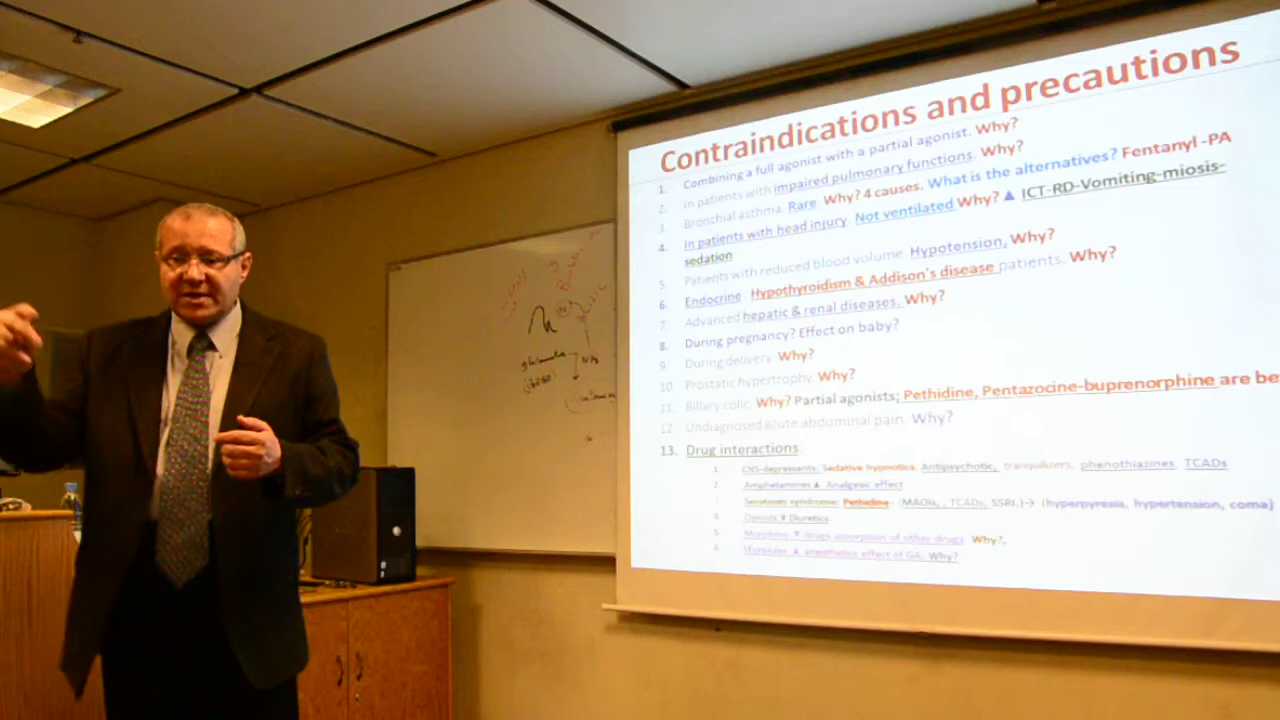 Contraindications and precautions
1. Combining a full agonist with a partial agonist. Why?
2. in patients with impaired pulmonary functions. Why?
3. Bronchial asthma. Rare Why? 4 causes. What is the alternatives? Fentanyl -PA
4. In patients with head injury. Not ventilated Why? ▲ ICT-RD-Vomiting-miosis-
sedation
5. Patients with reduced blood volume. Hypotension, Why?
6. Endocrine Hypothyroidism & Addison's disease patients. Why?
7. Advanced hepatic & renal diseases. Why?
8. During pregnancy? Effect on baby?
9. During delivery. Why?
10. Prostatic hypertrophy. Why?
11. Biliary colic. Why? Partial agonists; Pethidine, Pentazocine-buprenorphine are be
12. Undiagnosed acute abdominal pain. Why?
13. Drug interactions
1. CNS-depressants: Sedative hypnotics, Antipsychotic, tranquilizers, phenothiazines, TCADs
2. Amphetamines ▲ Analgesic effect
Serotonin syndrome: Pethidine: (MAOIs, , TCADs, SSRI,)→ (hyperpyrexia, hypertension, coma)
4. Opioids # Diuretics
5. Morphine ▼ drugs absorption of other drugs. Why?,
6. Morphine ▲ anesthetics effect of GA. Why?
glutamate
NH₂